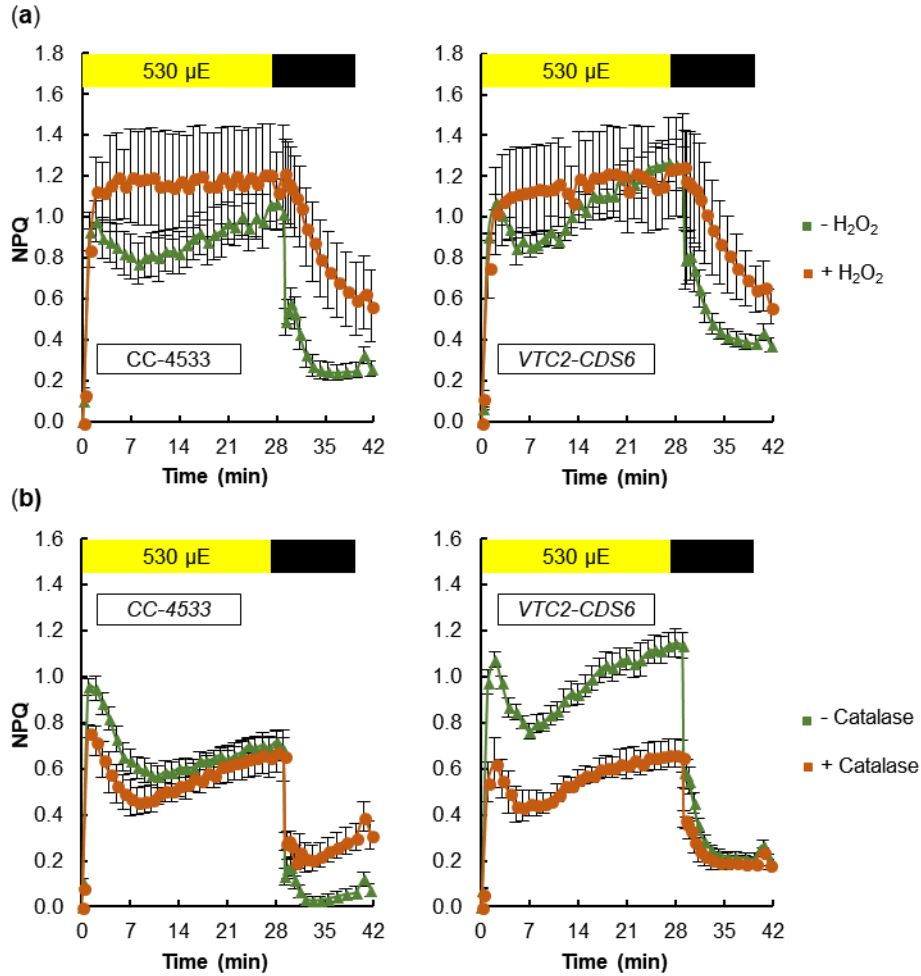 (a)
530 µE
530 µE
1.8
1.6
1.4
1.2
1.0
0.8
0.6
0.4
0.2
0.0
NPQ
CC-4533
0 7 14 21 28 35 42
Time (min)
1.8
1.6
1.4
1.2
1.0
0.8
0.6
0.4
0.2
0.0
VTC2-CDS6
0 7 14 21 28 35 42
Time (min)
- H₂O₂
+ H₂O₂
(b)
530 µE
530 µE
1.6
1.4
1.2
1.0
0.8
0.6
0.4
0.2
0.0
NPQ
CC-4533
0 7 14 21 28 35 42
Time (min)
1.6
1.4
1.2
1.0
0.8
0.6
0.4
0.2
0.0
VTC2-CDS6
0 7 14 21 28 35 42
Time (min)
- Catalase
+ Catalase